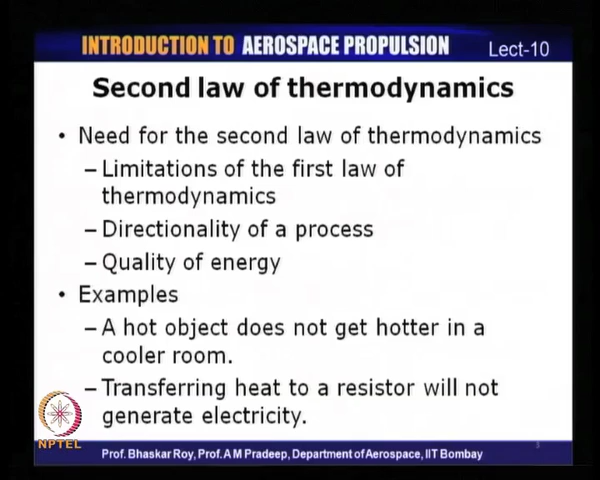 INTRODUCTION TO AEROSPACE PROPULSION Lect-10
Second law of thermodynamics
• Need for the second law of thermodynamics
– Limitations of the first law of
thermodynamics
– Directionality of a process
– Quality of energy
• Examples
– A hot object does not get hotter in a
cooler room.
– Transferring heat to a resistor will not
generate electricity.
NPTEL
3
Prof. Bhaskar Roy, Prof. A M Pradeep, Department of Aerospace, IIT Bombay